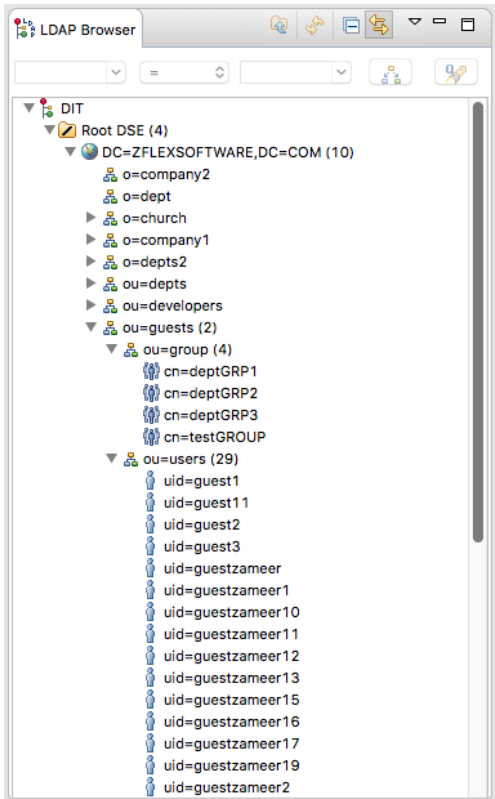 LDAP Browser
=
DIT
Root DSE (4)
DC=ZFLEXSOFTWARE,DC=COM (10)
o=company2
o=dept
o=church
o=company1
o=depts2
ou=depts
ou=developers
ou=guests (2)
ou=group (4)
cn=deptGRP1
cn=deptGRP2
cn=deptGRP3
cn=testGROUP
ou=users (29)
uid=guest1
uid=guest11
uid=guest2
uid=guest3
uid=guestzameer
uid=guestzameer1
uid=guestzameer10
uid=guestzameer11
uid=guestzameer12
uid=guestzameer13
uid=guestzameer15
uid=guestzameer16
uid=guestzameer17
uid=guestzameer19
uid=guestzameer2